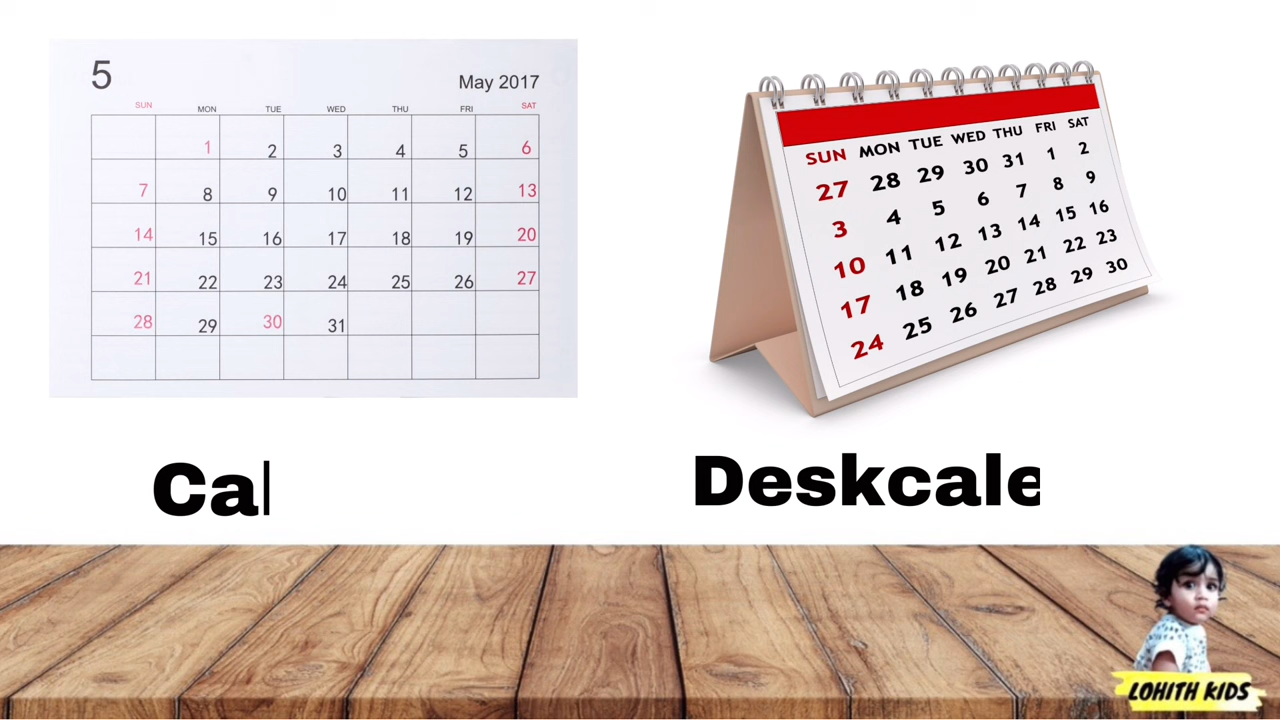 5
May 2017
SUN MON TUE WED THU FRI SAT
1 2 3 4 5 6
7 8 9 10 11 12 13
14 15 16 17 18 19 20
21 22 23 24 25 26 27
28 29 30 31
SUN MON TUE WED THU FRI SAT
27 28 29 30 31 1 2
3 4 5 6 7 8 9
10 11 12 13 14 15 16
17 18 19 20 21 22 23
24 25 26 27 28 29 30
Cal
Deskcale
LOHITH KIDS